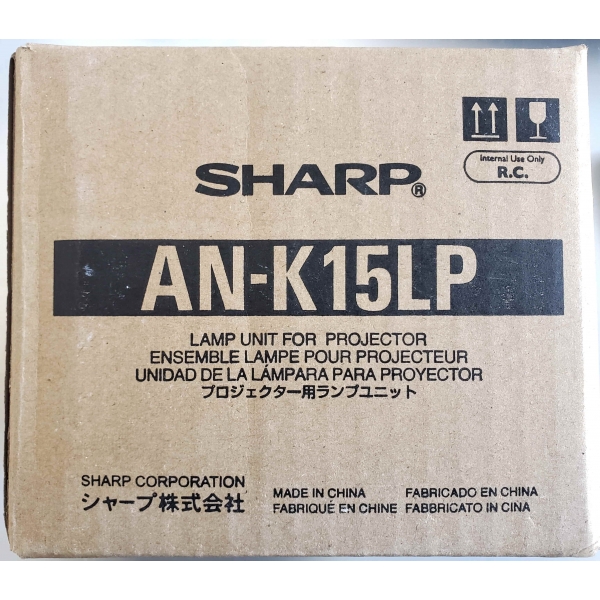 Internal Use Only
R.C.
SHARP®
AN-K15LP
LAMP UNIT FOR PROJECTOR
ENSEMBLE LAMPE POUR PROJECTEUR
UNIDAD DE LA LÁMPARA PARA PROYECTOR
プロジェクター用ランプユニット
SHARP CORPORATION
シャープ株式会社
MADE IN CHINA FABRICADO EN CHINA
FABRIQUÉ EN CHINE FABBRICATO IN CINA